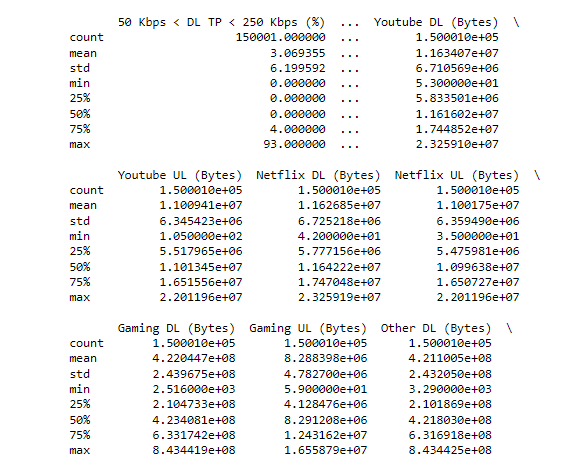 50 Kbps < DL TP < 250 Kbps (%) ... Youtube DL (Bytes) \
count 150001.000000 ... 1.500010e+05
mean 3.069355 ... 1.163407e+07
std 6.199592 ... 6.710569e+06
min 0.000000 ... 5.300000e+01
25% 0.000000 ... 5.833501e+06
50% 0.000000 ... 1.161602e+07
75% 4.000000 ... 1.744852e+07
max 93.000000 ... 2.325910e+07
Youtube UL (Bytes) Netflix DL (Bytes) Netflix UL (Bytes) \
count 1.500010e+05 1.500010e+05 1.500010e+05
mean 1.100941e+07 1.162685e+07 1.100175e+07
std 6.345423e+06 6.725218e+06 6.359490e+06
min 1.050000e+02 4.200000e+01 3.500000e+01
25% 5.517965e+06 5.777156e+06 5.475981e+06
50% 1.101345e+07 1.164222e+07 1.099638e+07
75% 1.651556e+07 1.747048e+07 1.650727e+07
max 2.201196e+07 2.325919e+07 2.201196e+07
Gaming DL (Bytes) Gaming UL (Bytes) Other DL (Bytes) \
count 1.500010e+05 1.500010e+05 1.500010e+05
mean 4.220447e+08 8.288398e+06 4.211005e+08
std 2.439675e+08 4.782700e+06 2.432050e+08
min 2.516000e+03 5.900000e+01 3.290000e+03
25% 2.104733e+08 4.128476e+06 2.101869e+08
50% 4.234081e+08 8.291208e+06 4.218030e+08
75% 6.331742e+08 1.243162e+07 6.316918e+08
max 8.434419e+08 1.655879e+07 8.434425e+08